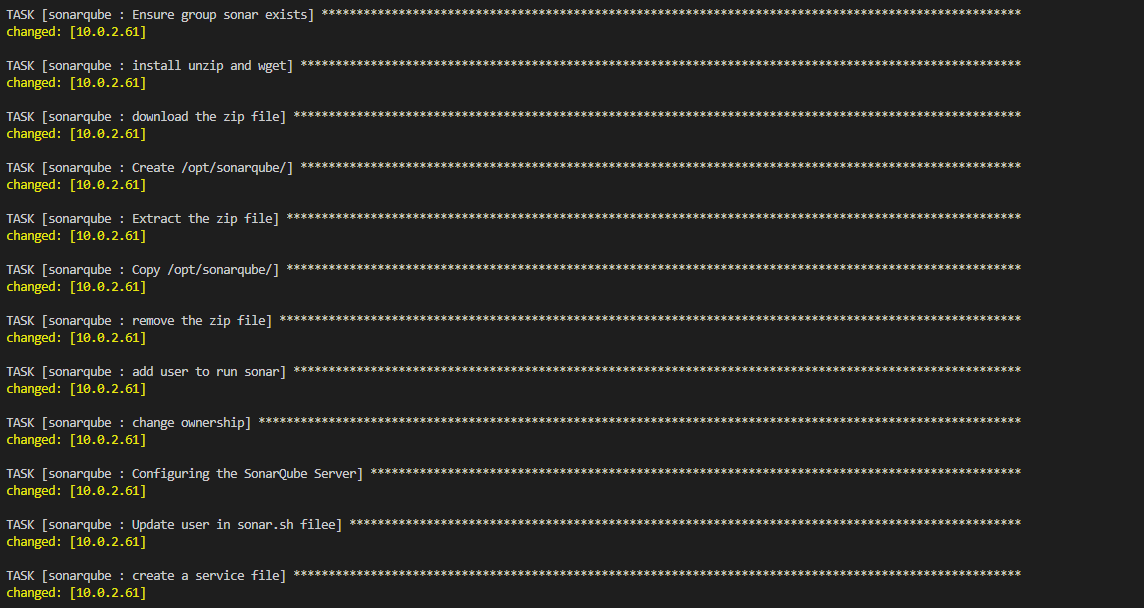 TASK [sonarqube : Ensure group sonar exists] ****************************************************************************************************
changed: [10.0.2.61]
TASK [sonarqube : install unzip and wget] *******************************************************************************************************
changed: [10.0.2.61]
TASK [sonarqube : download the zip file] ********************************************************************************************************
changed: [10.0.2.61]
TASK [sonarqube : Create /opt/sonarqube/] *******************************************************************************************************
changed: [10.0.2.61]
TASK [sonarqube : Extract the zip file] *********************************************************************************************************
changed: [10.0.2.61]
TASK [sonarqube : Copy /opt/sonarqube/] *********************************************************************************************************
changed: [10.0.2.61]
TASK [sonarqube : remove the zip file] **********************************************************************************************************
changed: [10.0.2.61]
TASK [sonarqube : add user to run sonar] ********************************************************************************************************
changed: [10.0.2.61]
TASK [sonarqube : change ownership] *************************************************************************************************************
changed: [10.0.2.61]
TASK [sonarqube : Configuring the SonarQube Server] *********************************************************************************************
changed: [10.0.2.61]
TASK [sonarqube : Update user in sonar.sh filee] ************************************************************************************************
changed: [10.0.2.61]
TASK [sonarqube : create a service file] ********************************************************************************************************
changed: [10.0.2.61]